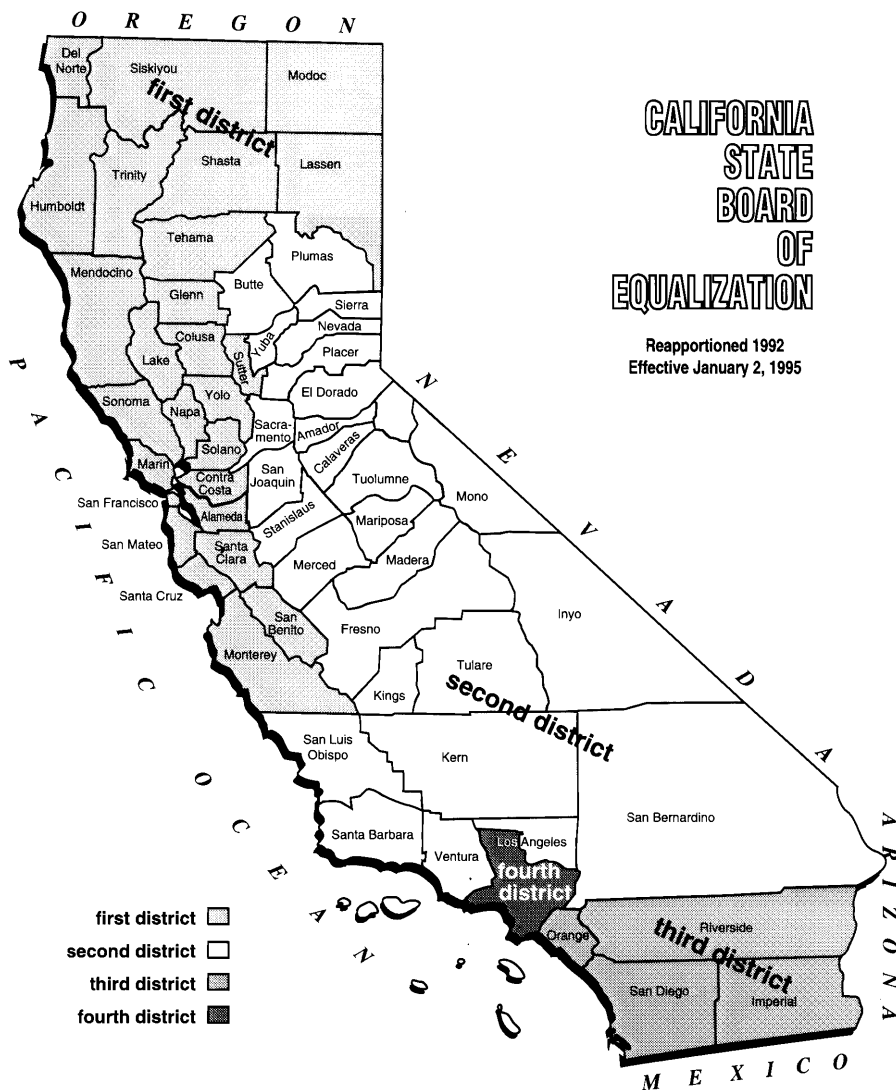 OREGON
CALIFORNIA
STATE
BOARD
OF
EQUALIZATION
Reapportioned 1992
Effective January 2, 1995
Del
Norte
Siskiyou
Modoc
first district
Shasta
Lassen
Trinity
Humboldt
Tehama
Plumas
Mendocino
Butte
Glenn
Sierra
Nevada
Colusa
Yuba
Placer
Lake
Sutter
El Dorado
Sonoma
Napa
Yolo
Sacra-
mento
Amador
Solano
Calaveras
Marin
Contra
Costa
San
Joaquin
Tuolumne
Mono
San Francisco
Alameda
Stanislaus
Mariposa
San Mateo
Santa
Clara
Merced
Madera
Santa Cruz
San
Benito
Fresno
Inyo
Monterey
Tulare
Kings
second district
San Luis
Obispo
Kern
San Bernardino
Santa Barbara
Ventura
Los Angeles
fourth
district
Orange
Riverside
third district
San Diego
Imperial
PACIFIC OCEAN
NEVADA
ARIZONA
MEXICO
first district
second district
third district
fourth district